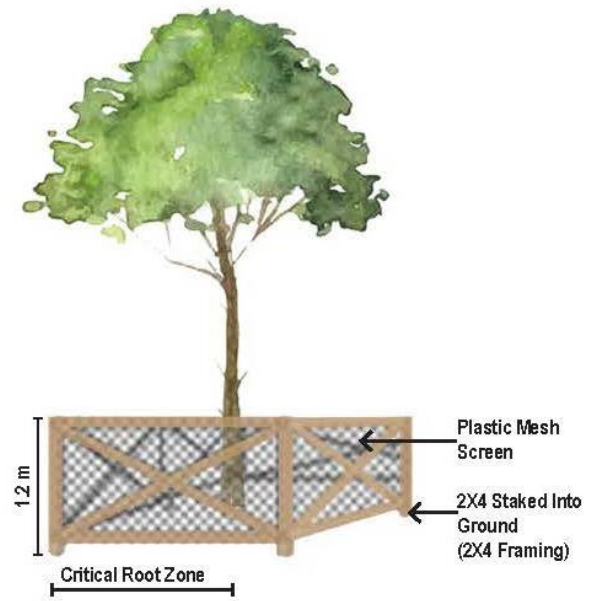 Plastic Mesh
Screen
1.2 m
2X4 Staked Into
Ground
(2X4 Framing)
Critical Root Zone